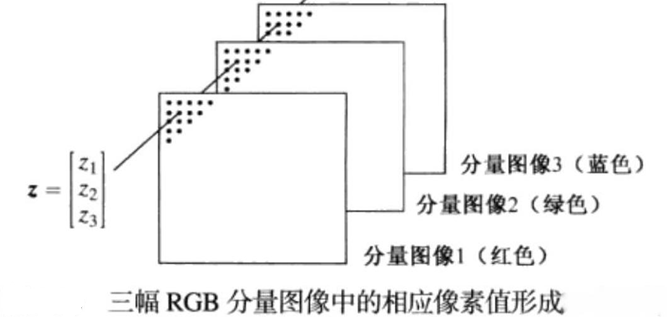 z = [z1 z2 z3]
分量图像3（蓝色）
分量图像2（绿色）
分量图像1（红色）
三幅 RGB 分量图像中的相应像素值形成